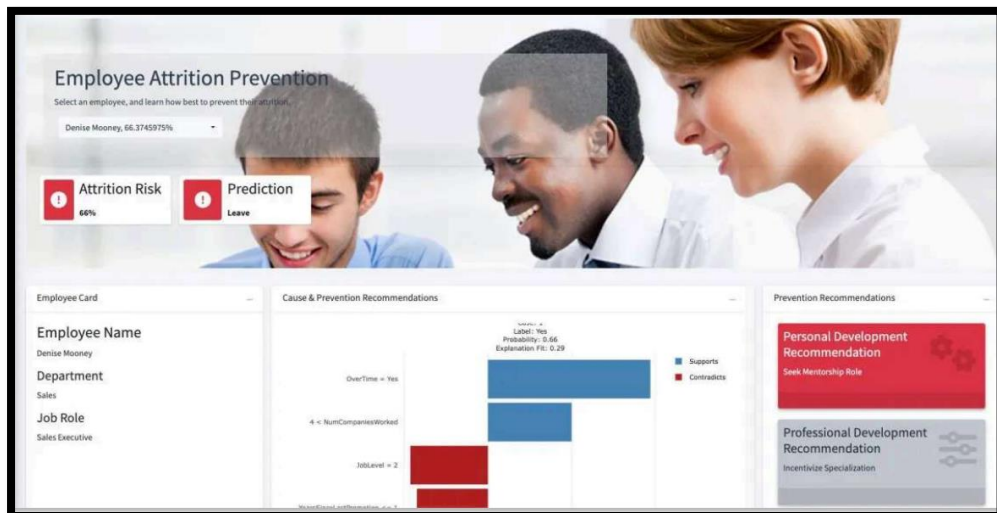 Employee Attrition Prevention
Select an employee, and learn how best to prevent their attrition.
Denise Mooney, 66.3745975%
Attrition Risk
66%
Prediction
Leave
Employee Card
Employee Name
Denise Mooney
Department
Sales
Job Role
Sales Executive
Cause & Prevention Recommendations
Label: Yes
Probability: 0.66
Explanation Fit: 0.29
Supports
Contradicts
OverTime = Yes
4 < NumCompaniesWorked
JobLevel = 2
Prevention Recommendations
Personal Development
Recommendation
Seek Mentorship Role
Professional Development
Recommendation
Incentivize Specialization